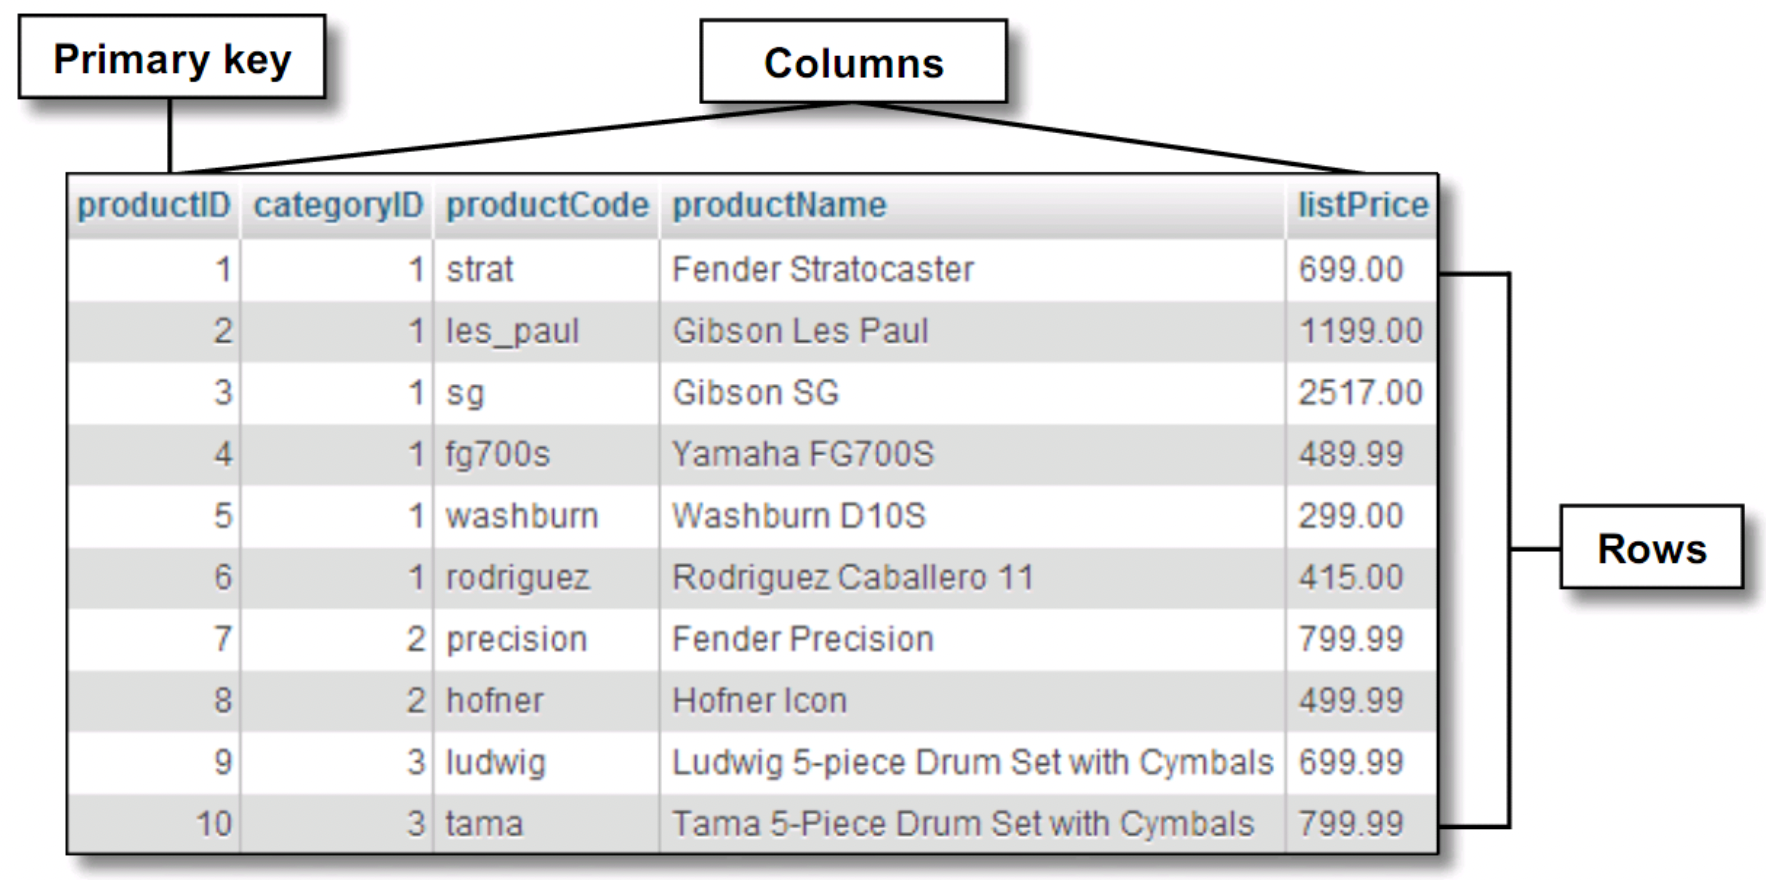 Primary key
Columns
productID categoryID productCode productName listPrice
1 1 strat Fender Stratocaster 699.00
2 1 les_paul Gibson Les Paul 1199.00
3 1 sg Gibson SG 2517.00
4 1 fg700s Yamaha FG700S 489.99
5 1 washburn Washburn D10S 299.00
6 1 rodriguez Rodriguez Caballero 11 415.00
7 2 precision Fender Precision 799.99
8 2 hofner Hofner Icon 499.99
9 3 ludwig Ludwig 5-piece Drum Set with Cymbals 699.99
10 3 tama Tama 5-Piece Drum Set with Cymbals 799.99
Rows